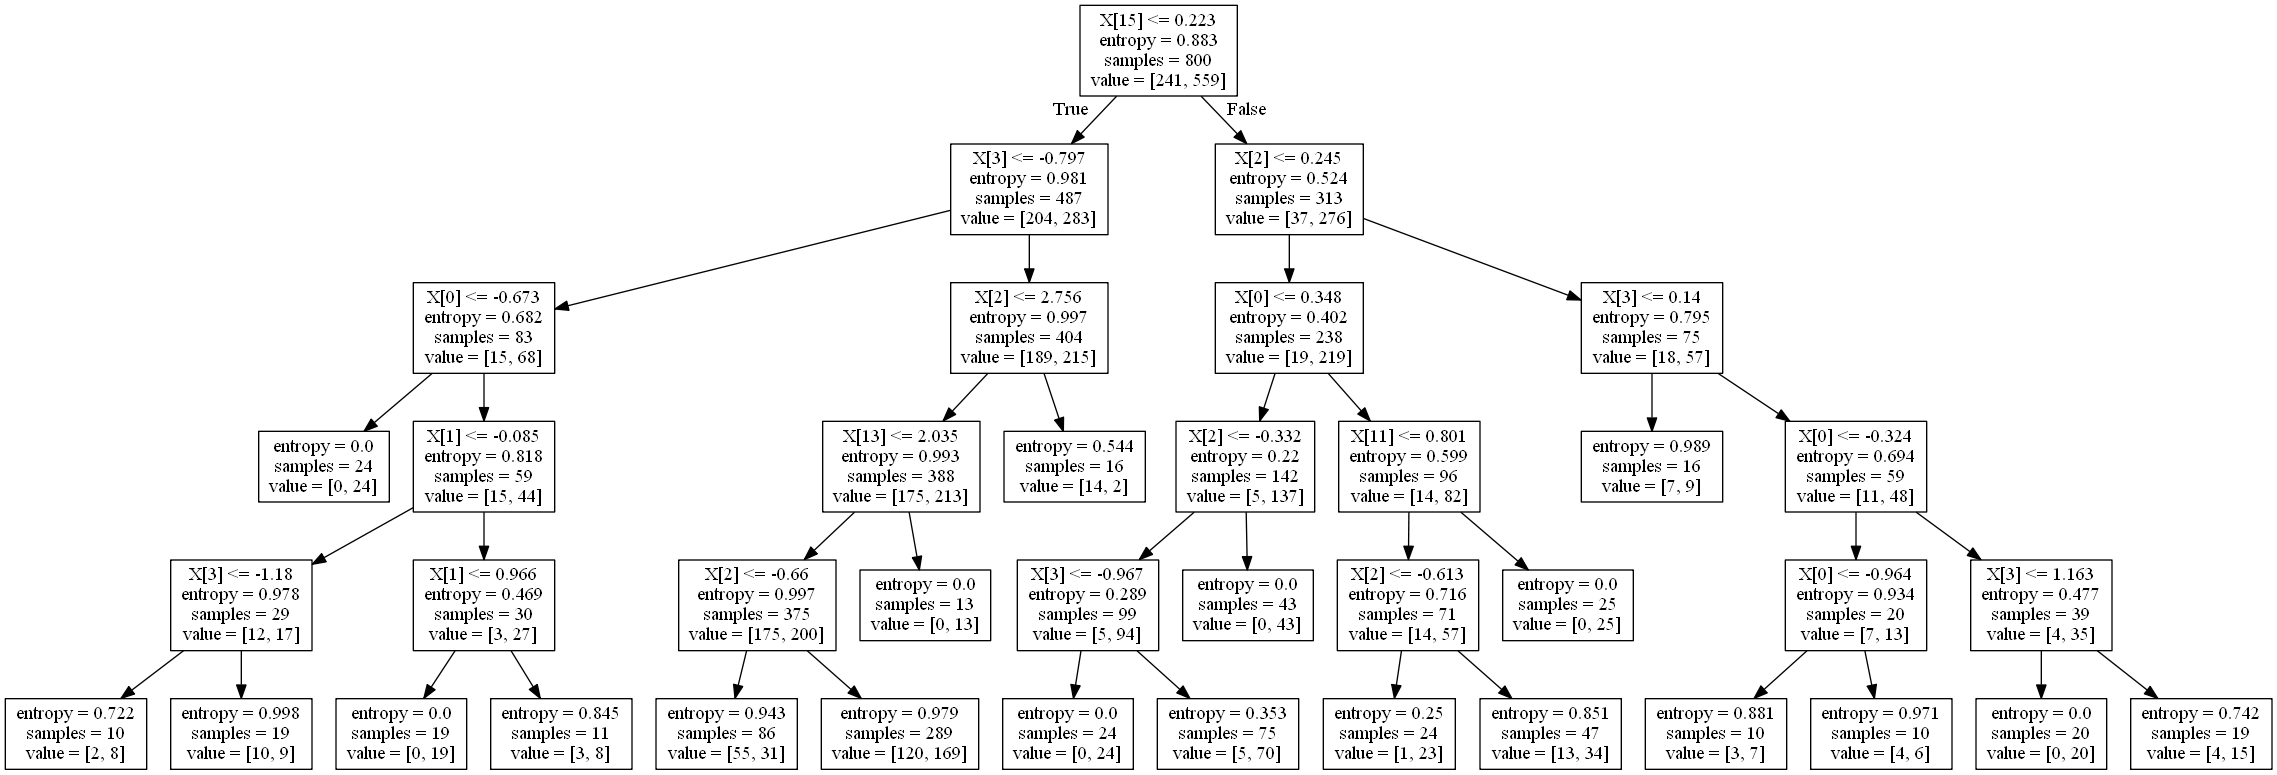 X[15] <= 0.223
entropy = 0.883
samples = 800
value = [241, 559]
True
False
X[3] <= -0.797
entropy = 0.981
samples = 487
value = [204, 283]
X[2] <= 0.245
entropy = 0.524
samples = 313
value = [37, 276]
X[0] <= -0.673
entropy = 0.682
samples = 83
value = [15, 68]
X[2] <= 2.756
entropy = 0.997
samples = 404
value = [189, 215]
X[0] <= 0.348
entropy = 0.402
samples = 238
value = [19, 219]
X[3] <= 0.14
entropy = 0.795
samples = 75
value = [18, 57]
entropy = 0.0
samples = 24
value = [0, 24]
X[1] <= -0.085
entropy = 0.818
samples = 59
value = [15, 44]
X[13] <= 2.035
entropy = 0.993
samples = 388
value = [175, 213]
entropy = 0.544
samples = 16
value = [14, 2]
X[2] <= -0.332
entropy = 0.22
samples = 142
value = [5, 137]
X[11] <= 0.801
entropy = 0.599
samples = 96
value = [14, 82]
entropy = 0.989
samples = 16
value = [7, 9]
X[0] <= -0.324
entropy = 0.694
samples = 59
value = [11, 48]
X[3] <= -1.18
entropy = 0.978
samples = 29
value = [12, 17]
X[1] <= 0.966
entropy = 0.469
samples = 30
value = [3, 27]
X[2] <= -0.66
entropy = 0.997
samples = 375
value = [175, 200]
entropy = 0.0
samples = 13
value = [0, 13]
X[3] <= -0.967
entropy = 0.289
samples = 99
value = [5, 94]
entropy = 0.0
samples = 43
value = [0, 43]
X[2] <= -0.613
entropy = 0.716
samples = 71
value = [14, 57]
entropy = 0.0
samples = 25
value = [0, 25]
X[0] <= -0.964
entropy = 0.934
samples = 20
value = [7, 13]
X[3] <= 1.163
entropy = 0.477
samples = 39
value = [4, 35]
entropy = 0.722
samples = 10
value = [2, 8]
entropy = 0.998
samples = 19
value = [10, 9]
entropy = 0.0
samples = 19
value = [0, 19]
entropy = 0.845
samples = 11
value = [3, 8]
entropy = 0.943
samples = 86
value = [55, 31]
entropy = 0.979
samples = 289
value = [120, 169]
entropy = 0.0
samples = 24
value = [0, 24]
entropy = 0.353
samples = 75
value = [5, 70]
entropy = 0.25
samples = 24
value = [1, 23]
entropy = 0.851
samples = 47
value = [13, 34]
entropy = 0.881
samples = 10
value = [3, 7]
entropy = 0.971
samples = 10
value = [4, 6]
entropy = 0.0
samples = 20
value = [0, 20]
entropy = 0.742
samples = 19
value = [4, 15]